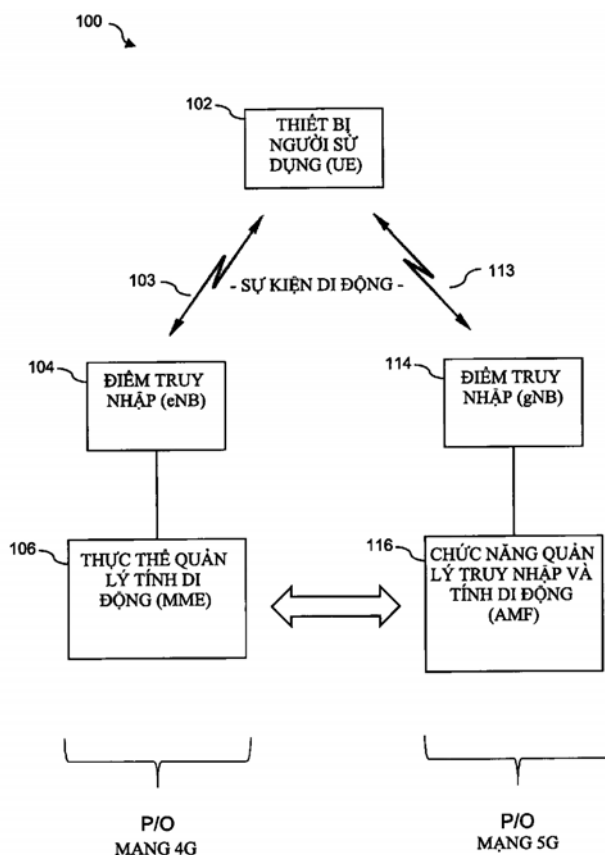 100
102
THIẾT BỊ
NGƯỜI SỬ
DỤNG (UE)
103
- SỰ KIỆN DI ĐỘNG -
113
104
ĐIỂM TRUY
NHẬP (eNB)
114
ĐIỂM TRUY
NHẬP (gNB)
106
THỰC THỂ QUẢN
LÝ TÍNH DI
ĐỘNG (MME)
116
CHỨC NĂNG QUẢN
LÝ TRUY NHẬP VÀ
TÍNH DI ĐỘNG
(AMF)
P/O
MẠNG 4G
P/O
MẠNG 5G